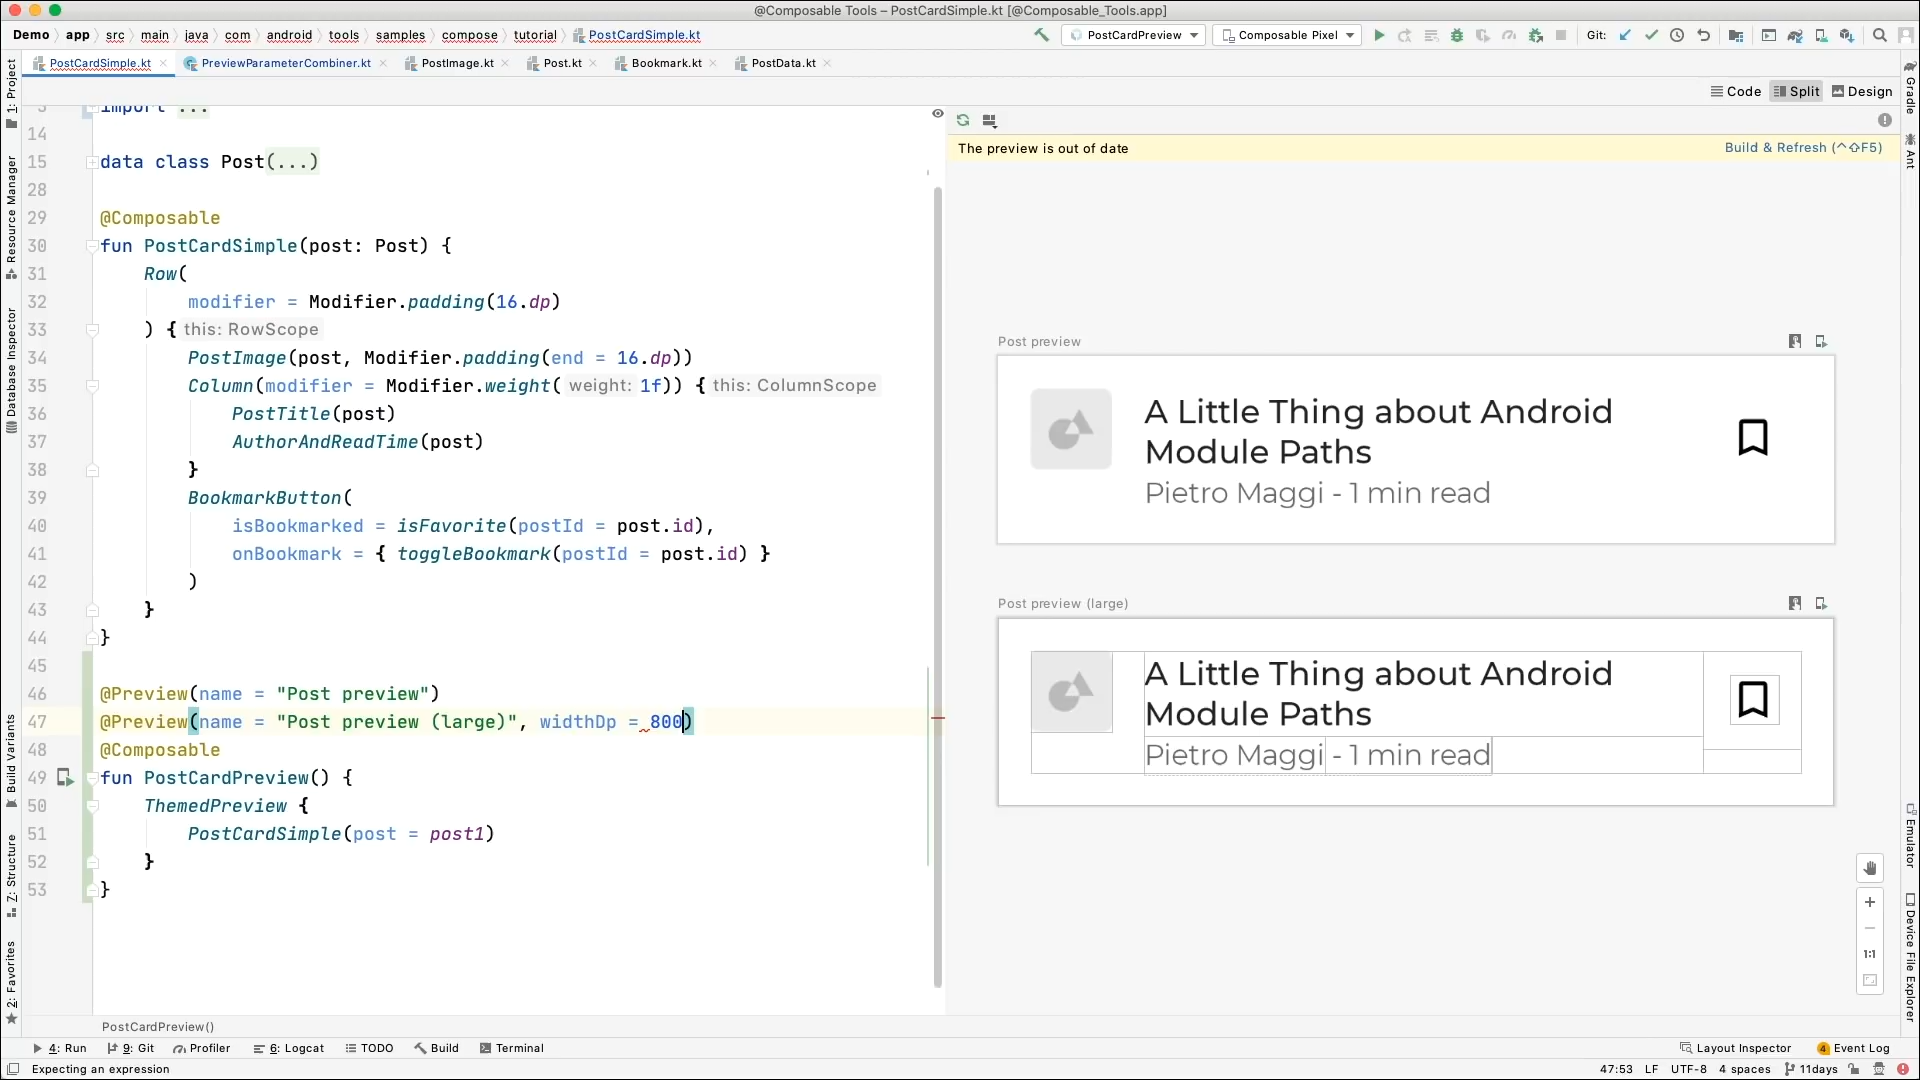 @Composable Tools – PostCardSimple.kt [@Composable_Tools.app]
Demo app src main java com android tools samples compose tutorial PostCardSimple.kt PostCardPreview Composable Pixel Git:
PostCardSimple.kt PreviewParameterCombiner.kt PostImage.kt Post.kt Bookmark.kt PostData.kt
Code Split Design
The preview is out of date Build & Refresh (^⇧F5)
import ...
14
15 data class Post(...)
28
29 @Composable
30 fun PostCardSimple(post: Post) {
31 Row(
32 modifier = Modifier.padding(16.dp)
33 ) { this: RowScope
34 PostImage(post, Modifier.padding(end = 16.dp))
35 Column(modifier = Modifier.weight( weight: 1f)) { this: ColumnScope
36 PostTitle(post)
37 AuthorAndReadTime(post)
38 }
39 BookmarkButton(
40 isBookmarked = isFavorite(postId = post.id),
41 onBookmark = { toggleBookmark(postId = post.id) }
42 )
43 }
44 }
45
46 @Preview(name = "Post preview")
47 @Preview(name = "Post preview (large)", widthDp = 800)
48 @Composable
49 fun PostCardPreview() {
50 ThemedPreview {
51 PostCardSimple(post = post1)
52 }
53 }
Post preview
A Little Thing about Android
Module Paths
Pietro Maggi - 1 min read
Post preview (large)
A Little Thing about Android
Module Paths
Pietro Maggi - 1 min read
1:1
1: Project
Resource Manager
Database Inspector
Build Variants
Z: Structure
2: Favorites
Gradle
Ant
Emulator
Device File Explorer
PostCardPreview()
4: Run 9: Git Profiler 6: Logcat TODO Build Terminal Layout Inspector 4 Event Log
Expecting an expression 47:53 LF UTF-8 4 spaces 11days